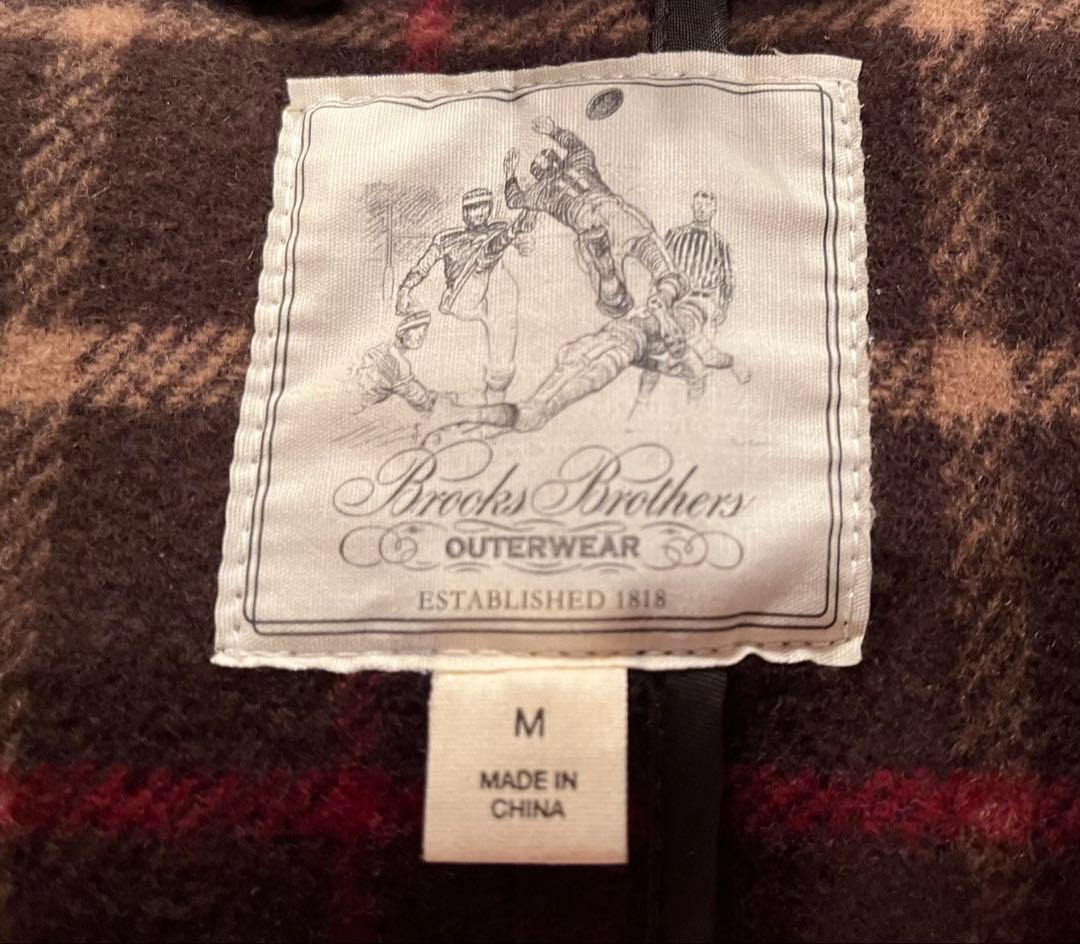 Brooks Brothers
OUTERWEAR
ESTABLISHED 1818
M
MADE IN
CHINA